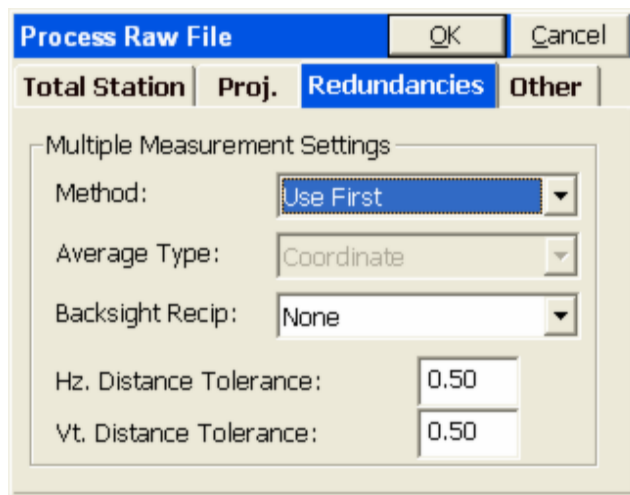 Process Raw File OK Cancel
Total Station Proj. Redundancies Other
Multiple Measurement Settings
Method: Use First
Average Type: Coordinate
Backsight Recip: None
Hz. Distance Tolerance: 0.50
Vt. Distance Tolerance: 0.50